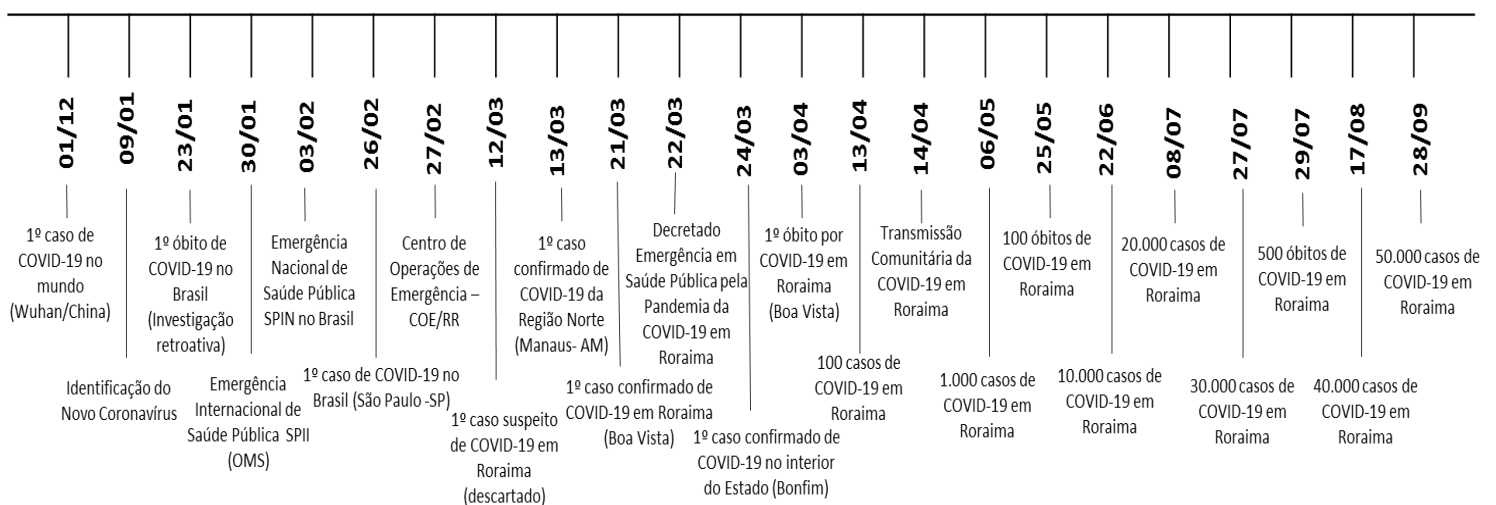 01/12
09/01
23/01
30/01
03/02
26/02
27/02
12/03
13/03
21/03
22/03
24/03
03/04
13/04
14/04
06/05
25/05
22/06
08/07
27/07
29/07
17/08
28/09
1º caso de
COVID-19 no
mundo
(Wuhan/China)
Identificação do
Novo Coronavírus
1º óbito de
COVID-19 no
Brasil
(Investigação
retroativa)
Emergência
Internacional de
Saúde Pública SPII
(OMS)
Emergência
Nacional de
Saúde Pública
SPIN no Brasil
1º caso de COVID-19 no
Brasil (São Paulo -SP)
Centro de
Operações de
Emergência –
COE/RR
1º caso suspeito
de COVID-19 em
Roraima
(descartado)
1º caso
confirmado de
COVID-19 da
Região Norte
(Manaus- AM)
1º caso confirmado de
COVID-19 em Roraima
(Boa Vista)
Decretado
Emergência em
Saúde Pública pela
Pandemia da
COVID-19 em
Roraima
1º caso confirmado de
COVID-19 no interior
do Estado (Bonfim)
1º óbito por
COVID-19 em
Roraima
(Boa Vista)
100 casos de
COVID-19 em
Roraima
Transmissão
Comunitária da
COVID-19 em
Roraima
1.000 casos de
COVID-19 em
Roraima
100 óbitos de
COVID-19 em
Roraima
10.000 casos de
COVID-19 em
Roraima
20.000 casos de
COVID-19 em
Roraima
30.000 casos de
COVID-19 em
Roraima
500 óbitos de
COVID-19 em
Roraima
40.000 casos de
COVID-19 em
Roraima
50.000 casos de
COVID-19 em
Roraima